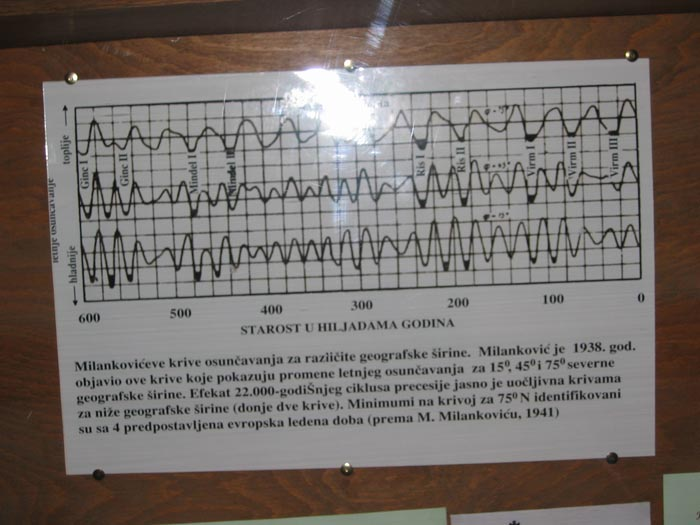 toplije
letnje osunčavanje
hladnije
Ginc I
Ginc II
Mindel I
Mindel II
Ris I
Ris II
Virm I
Virm II
Virm III
600 500 400 300 200 100 0
STAROST U HILJADAMA GODINA
Milankovićeve krive osunčavanja za različite geografske širine. Milanković je 1938. god.
objavio ove krive koje pokazuju promene letnjeg osunčavanja za 15⁰, 45⁰ i 75⁰ severne
geografske širine. Efekat 22.000-godiŠnjeg ciklusa precesije jasno je uočljivna krivama
za niže geografske širine (donje dve krive). Minimumi na krivoj za 75⁰ N identifikovani
su sa 4 predpostavljena evropska ledena doba (prema M. Milankoviću, 1941)